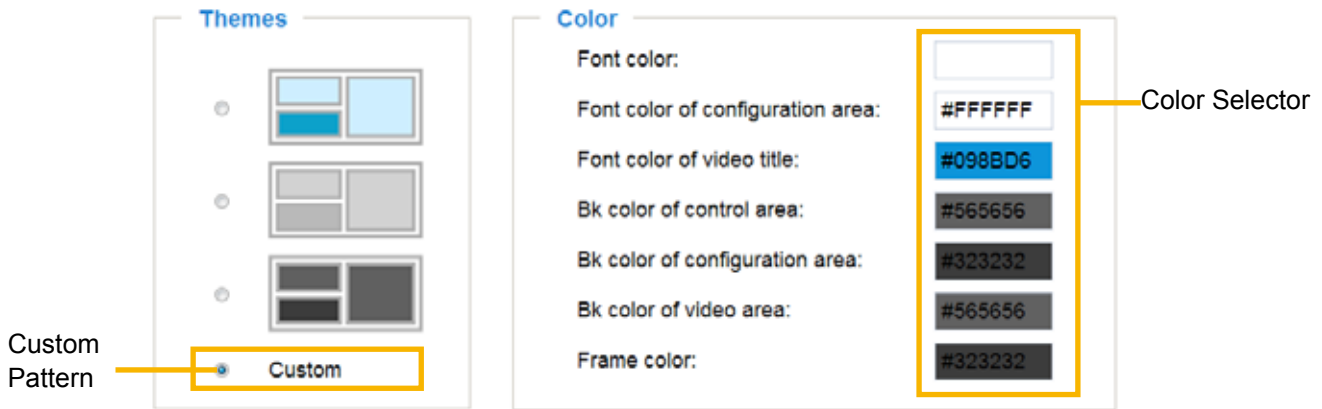 Themes
Custom
Custom
Pattern
Color
Font color:
Font color of configuration area: #FFFFFF
Font color of video title: #098BD6
Bk color of control area: #565656
Bk color of configuration area: #323232
Bk color of video area: #565656
Frame color: #323232
Color Selector